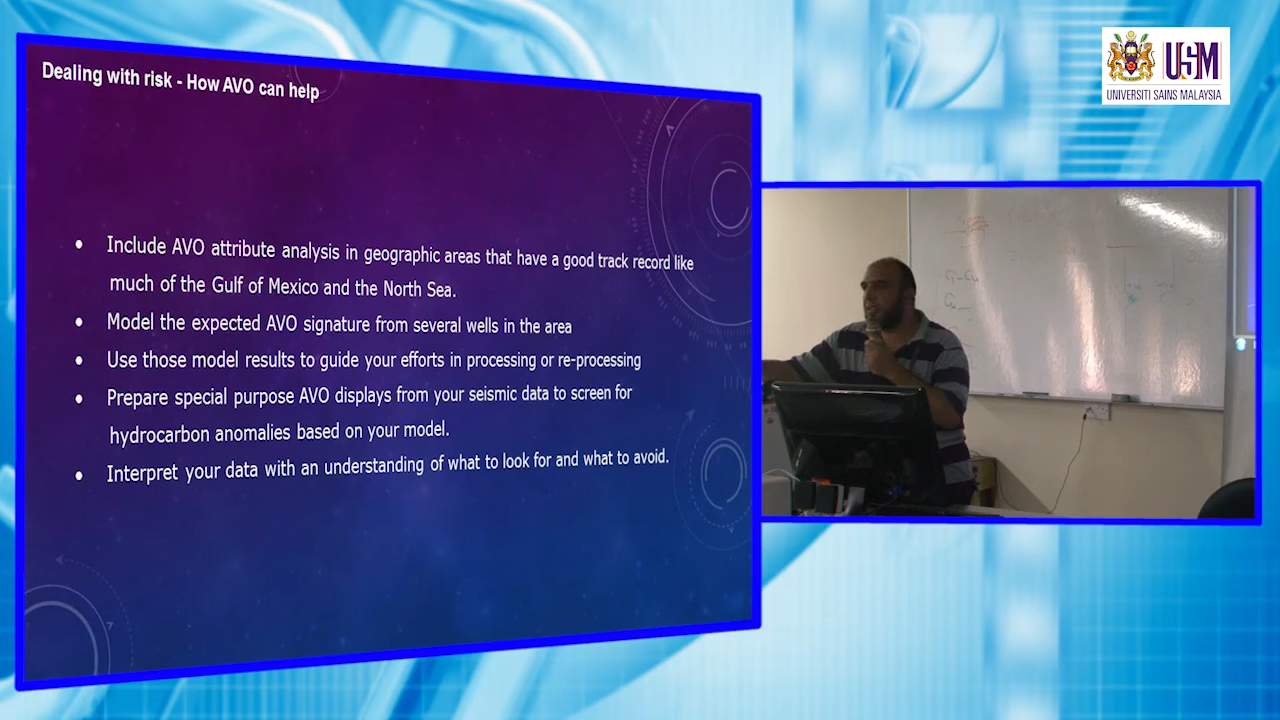 Dealing with risk - How AVO can help
• Include AVO attribute analysis in geographic areas that have a good track record like
much of the Gulf of Mexico and the North Sea.
• Model the expected AVO signature from several wells in the area
• Use those model results to guide your efforts in processing or re-processing
• Prepare special purpose AVO displays from your seismic data to screen for
hydrocarbon anomalies based on your model.
• Interpret your data with an understanding of what to look for and what to avoid.
USM
UNIVERSITI SAINS MALAYSIA